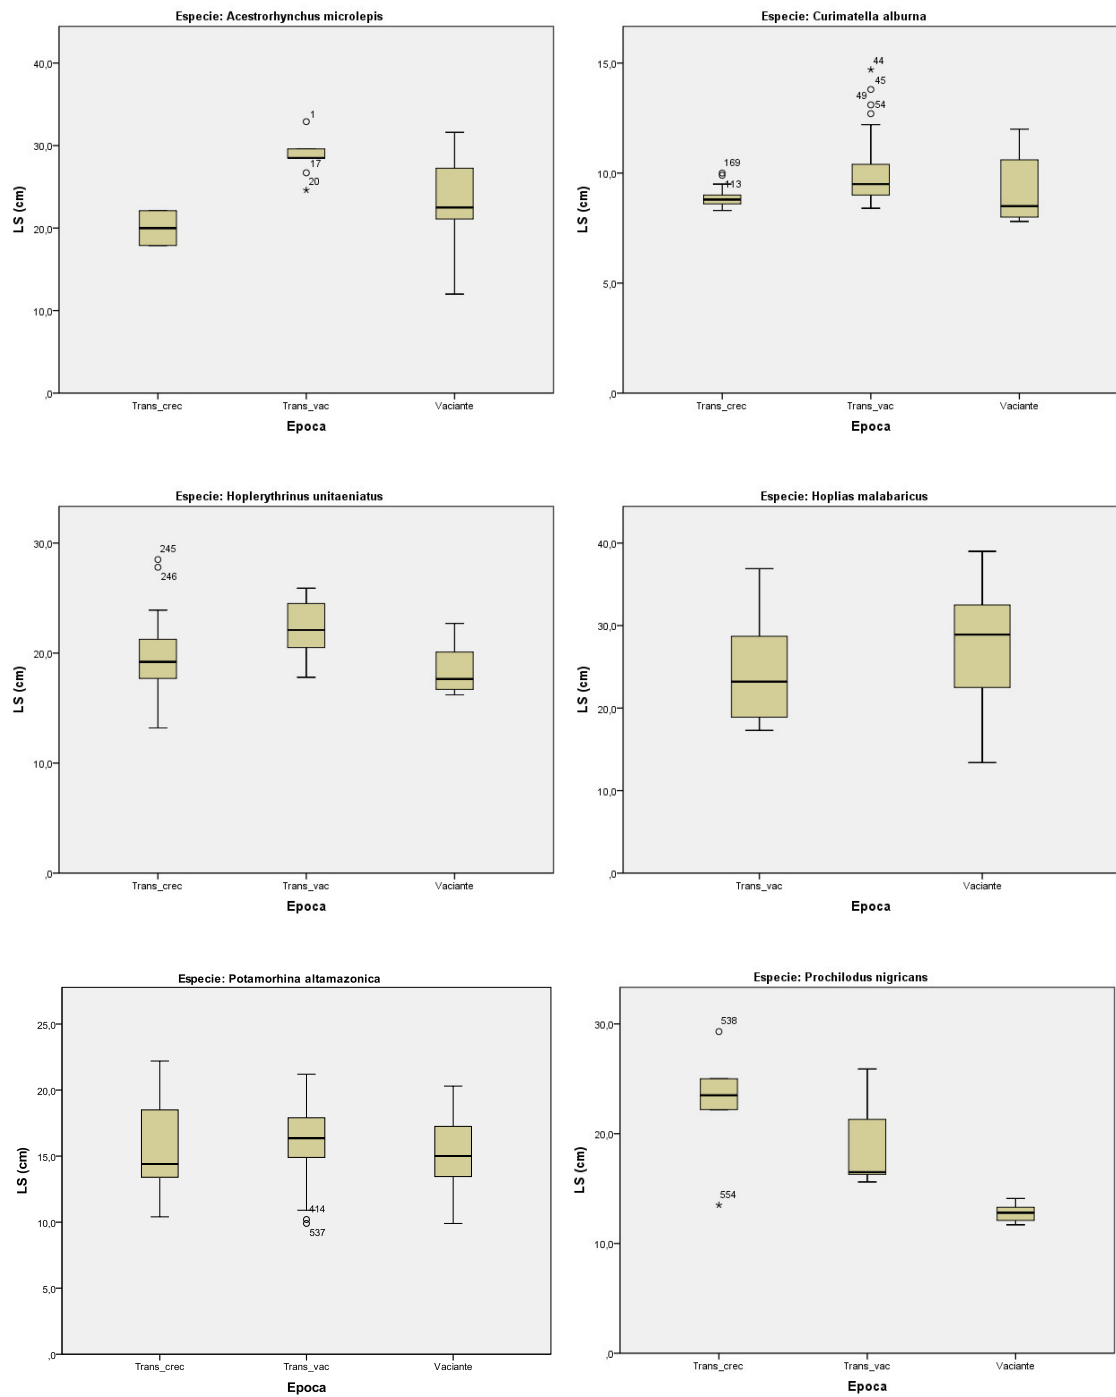 Especie: Acestrorhynchus microlepis
40,0
30,0
20,0
10,0
,0
LS (cm)
1
17
20
Trans_crec
Trans_vac
Vaciante
Epoca
Especie: Curimatella alburna
15,0
10,0
5,0
,0
LS (cm)
44
45
49
54
169
113
Trans_crec
Trans_vac
Vaciante
Epoca
Especie: Hoplerythrinus unitaeniatus
30,0
20,0
10,0
,0
LS (cm)
245
246
Trans_crec
Trans_vac
Vaciante
Epoca
Especie: Hoplias malabaricus
40,0
30,0
20,0
10,0
,0
LS (cm)
Trans_vac
Vaciante
Epoca
Especie: Potamorhina altamazonica
25,0
20,0
15,0
10,0
5,0
,0
LS (cm)
414
537
Trans_crec
Trans_vac
Vaciante
Epoca
Especie: Prochilodus nigricans
30,0
20,0
10,0
,0
LS (cm)
538
554
Trans_crec
Trans_vac
Vaciante
Epoca